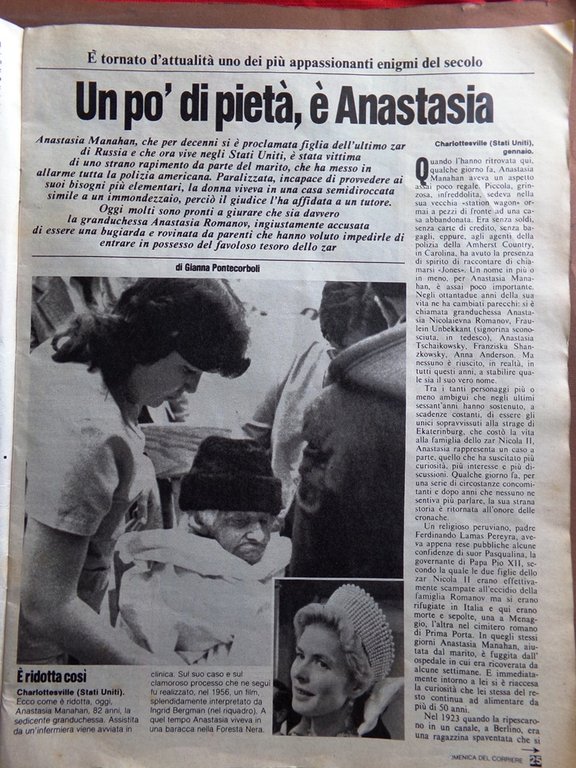 È tornato d'attualità uno dei più appassionanti enigmi del secolo
Un po' di pietà, è Anastasia
Anastasia Manahan, che per decenni si è proclamata figlia dell'ultimo zar
di Russia e che ora vive negli Stati Uniti, è stata vittima
di uno strano rapimento da parte del marito, che ha messo in
allarme tutta la polizia americana. Paralizzata, incapace di provvedere ai
suoi bisogni più elementari, la donna viveva in una casa semidiroccata
simile a un immondezzaio, perciò il giudice l'ha affidata a un tutore.
Oggi molti sono pronti a giurare che sia davvero
la granduchessa Anastasia Romanov, ingiustamente accusata
di essere una bugiarda e rovinata da parenti che hanno voluto impedirle di
entrare in possesso del favoloso tesoro dello zar
di Gianna Pontecorboli
È ridotta così
Charlottesville (Stati Uniti).
Ecco come è ridotta, oggi,
Anastasia Manahan, 82 anni, la
sedicente granduchessa. Assistita
da un'infermiera viene avviata in
clinica. Sul suo caso e sul
clamoroso processo che ne seguì
fu realizzato, nel 1956, un film,
splendidamente interpretato da
Ingrid Bergman (nel riquadro). A
quel tempo Anastasia viveva in
una baracca nella Foresta Nera.
Charlottesville (Stati Uniti),
gennaio.
Quando l'hanno ritrovata qui,
qualche giorno fa, Anastasia
Manahan aveva un aspetto
assai poco regale. Piccola, grin-
zosa, infreddolita, sedeva nella
sua vecchia «station wagon» or-
mai a pezzi di fronte ad una ca-
sa abbandonata. Era senza soldi,
senza carte di credito, senza ba-
gagli, eppure, agli agenti della
polizia della Amherst Country,
in Carolina, ha avuto la presenza
di spirito di raccontare di chia-
marsi «Jones». Un nome in più o
in meno, per Anastasia Mana-
han, è assai poco importante.
Negli ottantadue anni della sua
vita ne ha cambiati parecchi: si è
chiamata granduchessa Anasta-
sia Nicolaievna Romanov, Frau-
lein Unbekkant (signorina scono-
sciuta, in tedesco), Anastasia
Tschaikowsky, Franziska Shan-
zkowsky, Anna Anderson. Ma
nessuno è riuscito, in realtà, in
tutti questi anni, a stabilire qua-
le sia il suo vero nome.
Tra i tanti personaggi più o
meno ambigui che negli ultimi
sessant'anni hanno sostenuto, a
scadenze costanti, di essere gli
unici sopravvissuti alla strage di
Ekaterinburg, che costò la vita
alla famiglia dello zar Nicola II,
Anastasia rappresenta un caso a
parte, quello che ha suscitato più
curiosità, più interesse e più di-
scussioni. Qualche giorno fa, per
una serie di circostanze concomi-
tanti e dopo anni che nessuno ne
sentiva più parlare, la sua strana
storia è ritornata all'onore delle
cronache.
Un religioso peruviano, padre
Ferdinando Lamas Pereyra, ave-
va appena rese pubbliche alcune
confidenze di suor Pasqualina, la
governante di Papa Pio XII, se-
condo la quale le due figlie dello
zar Nicola II erano effettiva-
mente scampate all'eccidio della
famiglia Romanov ma si erano
rifugiate in Italia e qui erano
morte e sepolte, una a Menag-
gio, l'altra nel cimitero romano
di Prima Porta. In quegli stessi
giorni Anastasia Manahan, aiu-
tata dal marito, è fuggita dall'
ospedale in cui era ricoverata da
alcune settimane. E immediata-
mente intorno a lei si è riaccesa
la curiosità che lei stessa del re-
sto continua ad alimentare da
più di 50 anni.
Nel 1923 quando la ripescaro-
no in un canale, a Berlino, era
una ragazzina spaventata che si
MENICA DEL CORRIERE 25